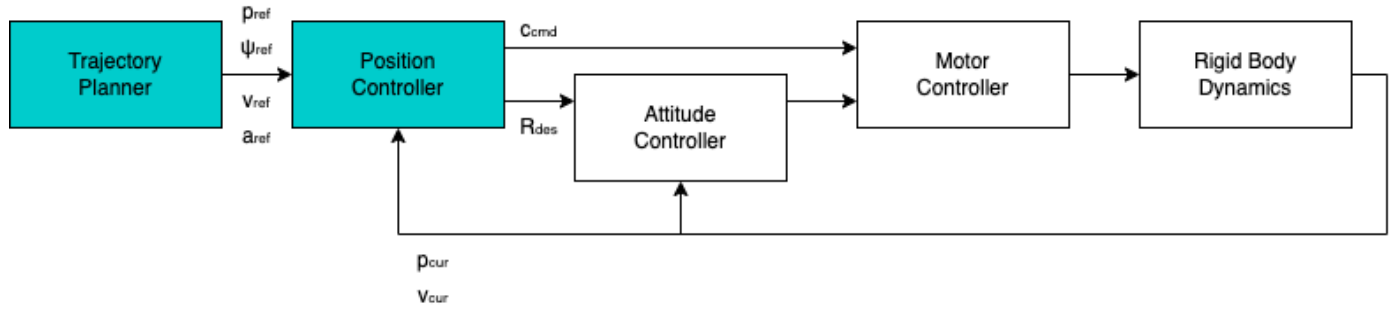 Trajectory
Planner
pref
ψref
vref
aref
Position
Controller
ccmd
Rdes
Attitude
Controller
Motor
Controller
Rigid Body
Dynamics
pcur
vcur